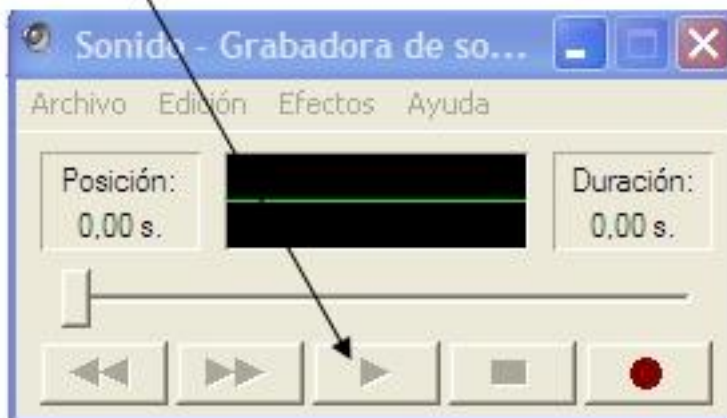 Sonido - Grabadora de so...
Archivo Edición Efectos Ayuda
Posición:
0,00 s.
Duración:
0,00 s.